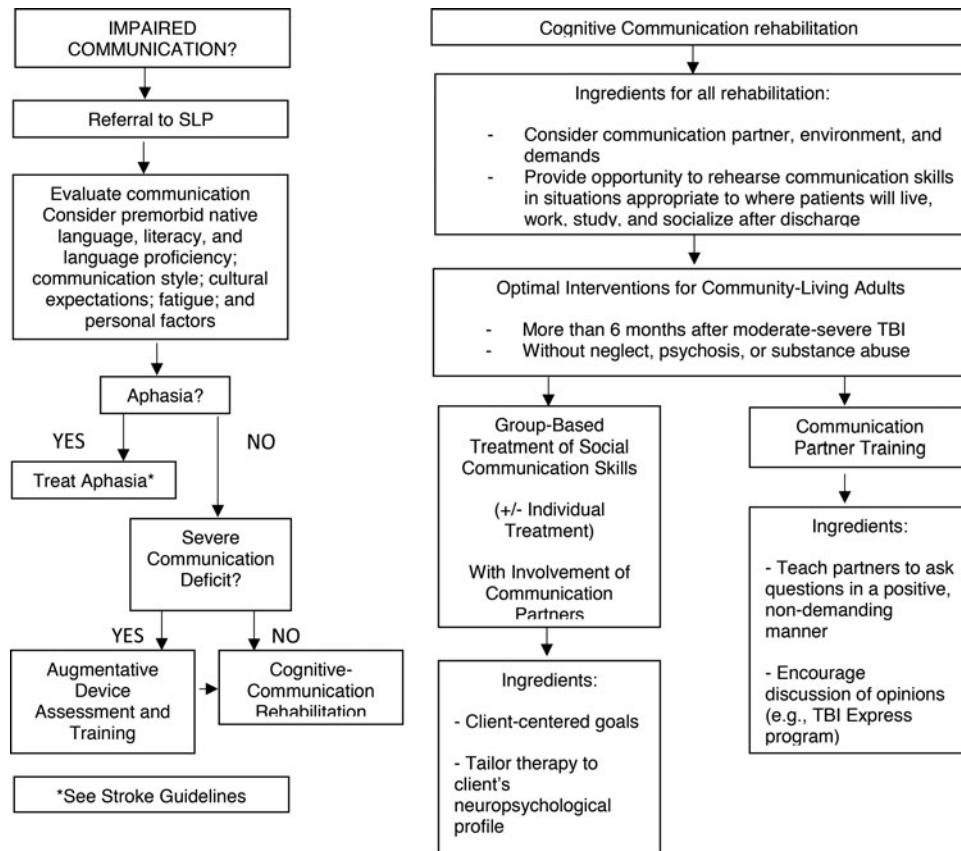 IMPAIRED
COMMUNICATION?
Referral to SLP
Evaluate communication
Consider premorbid native
language, literacy, and
language proficiency;
communication style; cultural
expectations; fatigue; and
personal factors
Aphasia?
YES
NO
Treat Aphasia*
Severe
Communication
Deficit?
YES
NO
Augmentative
Device
Assessment and
Training
Cognitive-
Communication
Rehabilitation
*See Stroke Guidelines
Cognitive Communication rehabilitation
Ingredients for all rehabilitation:
- Consider communication partner, environment, and
demands
- Provide opportunity to rehearse communication skills
in situations appropriate to where patients will live,
work, study, and socialize after discharge
Optimal Interventions for Community-Living Adults
- More than 6 months after moderate-severe TBI
- Without neglect, psychosis, or substance abuse
Group-Based
Treatment of Social
Communication Skills
(+/- Individual
Treatment)
With Involvement of
Communication
Partners
Ingredients:
- Client-centered goals
- Tailor therapy to
client's
neuropsychological
profile
Communication
Partner Training
Ingredients:
- Teach partners to ask
questions in a positive,
non-demanding
manner
- Encourage
discussion of opinions
(e.g., TBI Express
program)